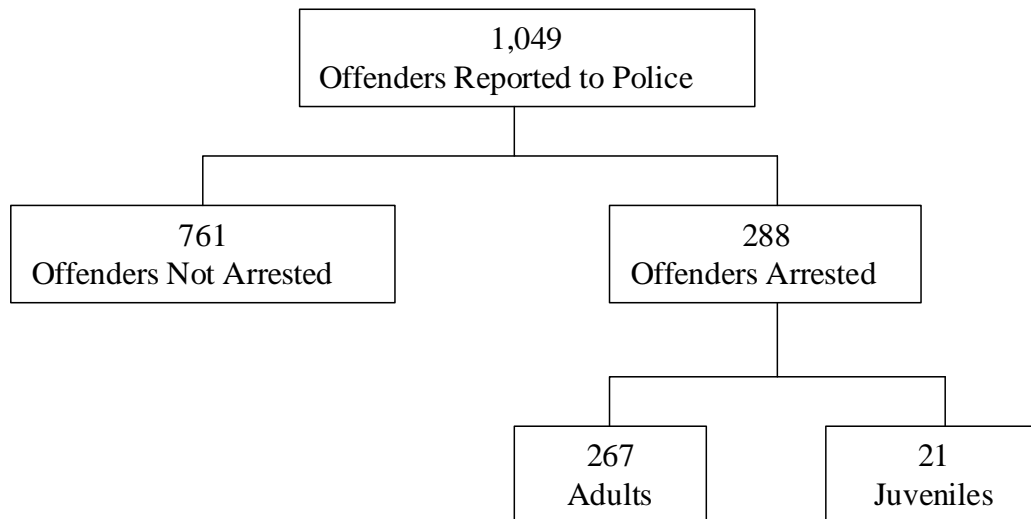 1,049
Offenders Reported to Police
761
Offenders Not Arrested
288
Offenders Arrested
267
Adults
21
Juveniles